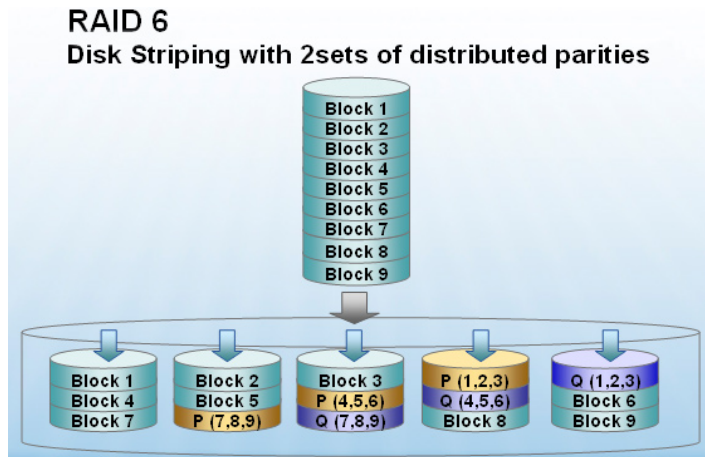 RAID 6
Disk Striping with 2sets of distributed parities
Block 1
Block 2
Block 3
Block 4
Block 5
Block 6
Block 7
Block 8
Block 9
Block 1 Block 2 Block 3 P (1,2,3) Q (1,2,3)
Block 4 Block 5 P (4,5,6) Q (4,5,6) Block 6
Block 7 P (7,8,9) Q (7,8,9) Block 8 Block 9